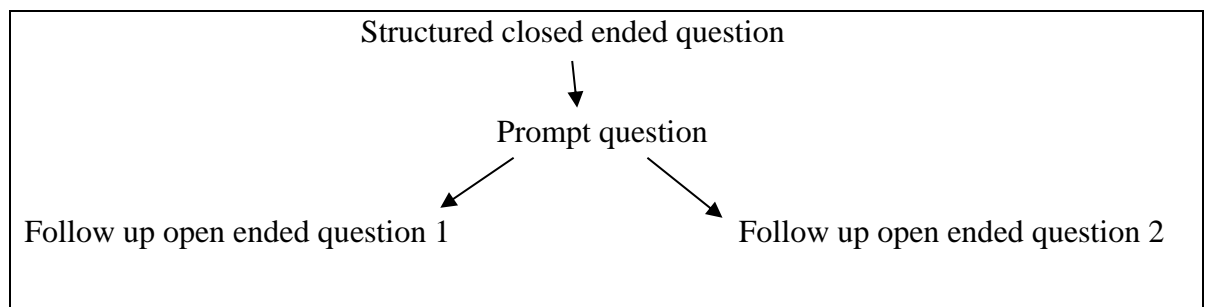 Structured closed ended question
Prompt question
Follow up open ended question 1
Follow up open ended question 2